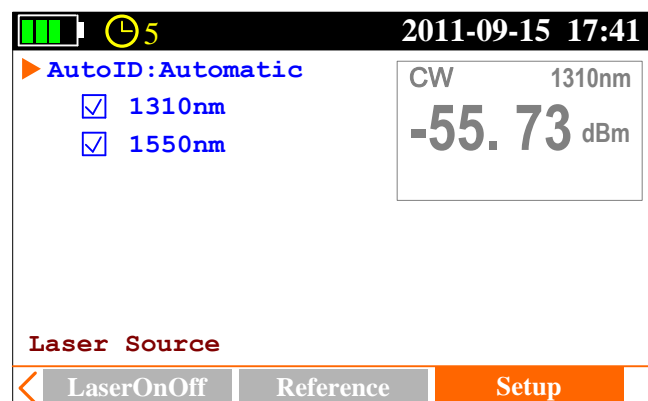 5 2011-09-15 17:41
AutoID:Automatic
1310nm
1550nm
CW 1310nm
-55. 73 dBm
Laser Source
LaserOnOff Reference Setup